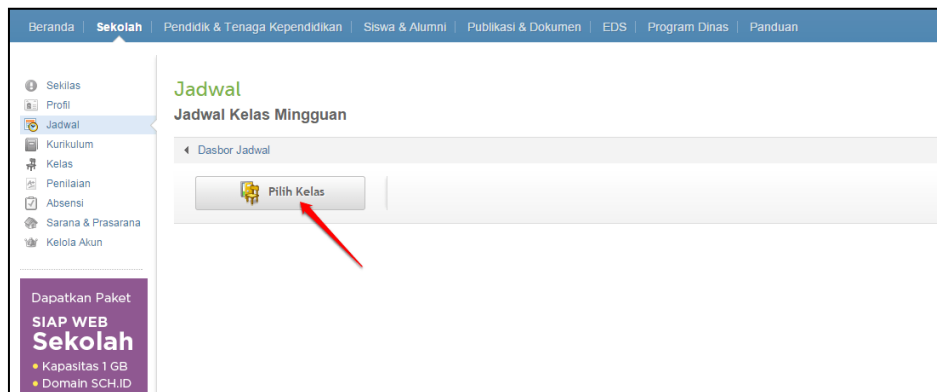 Beranda | Sekolah | Pendidik & Tenaga Kependidikan | Siswa & Alumni | Publikasi & Dokumen | EDS | Program Dinas | Panduan
Sekilas
Profil
Jadwal
Kurikulum
Kelas
Penilaian
Absensi
Sarana & Prasarana
Kelola Akun
Dapatkan Paket
SIAP WEB
Sekolah
• Kapasitas 1 GB
• Domain SCH.ID
Jadwal
Jadwal Kelas Mingguan
Dasbor Jadwal
Pilih Kelas